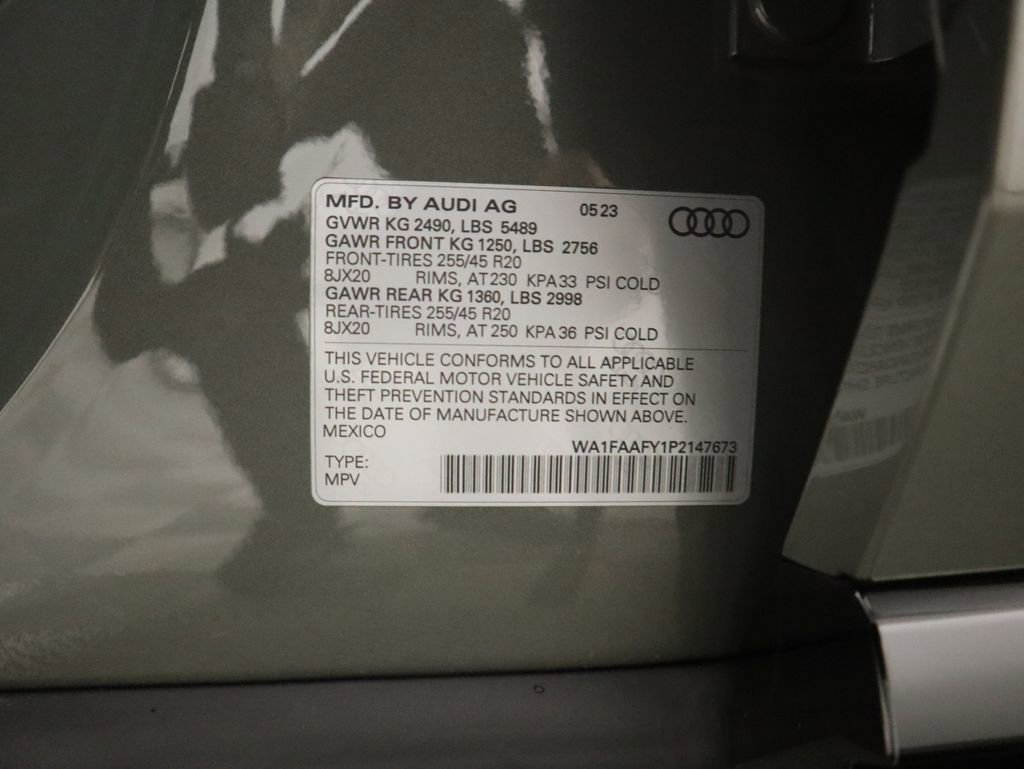 MFD. BY AUDI AG 05 23
GVWR KG 2490, LBS 5489
GAWR FRONT KG 1250, LBS 2756
FRONT-TIRES 255/45 R20
8JX20 RIMS, AT 230 KPA 33 PSI COLD
GAWR REAR KG 1360, LBS 2998
REAR-TIRES 255/45 R20
8JX20 RIMS, AT 250 KPA 36 PSI COLD
THIS VEHICLE CONFORMS TO ALL APPLICABLE
U.S. FEDERAL MOTOR VEHICLE SAFETY AND
THEFT PREVENTION STANDARDS IN EFFECT ON
THE DATE OF MANUFACTURE SHOWN ABOVE.
MEXICO
WA1FAAFY1P2147673
TYPE:
MPV